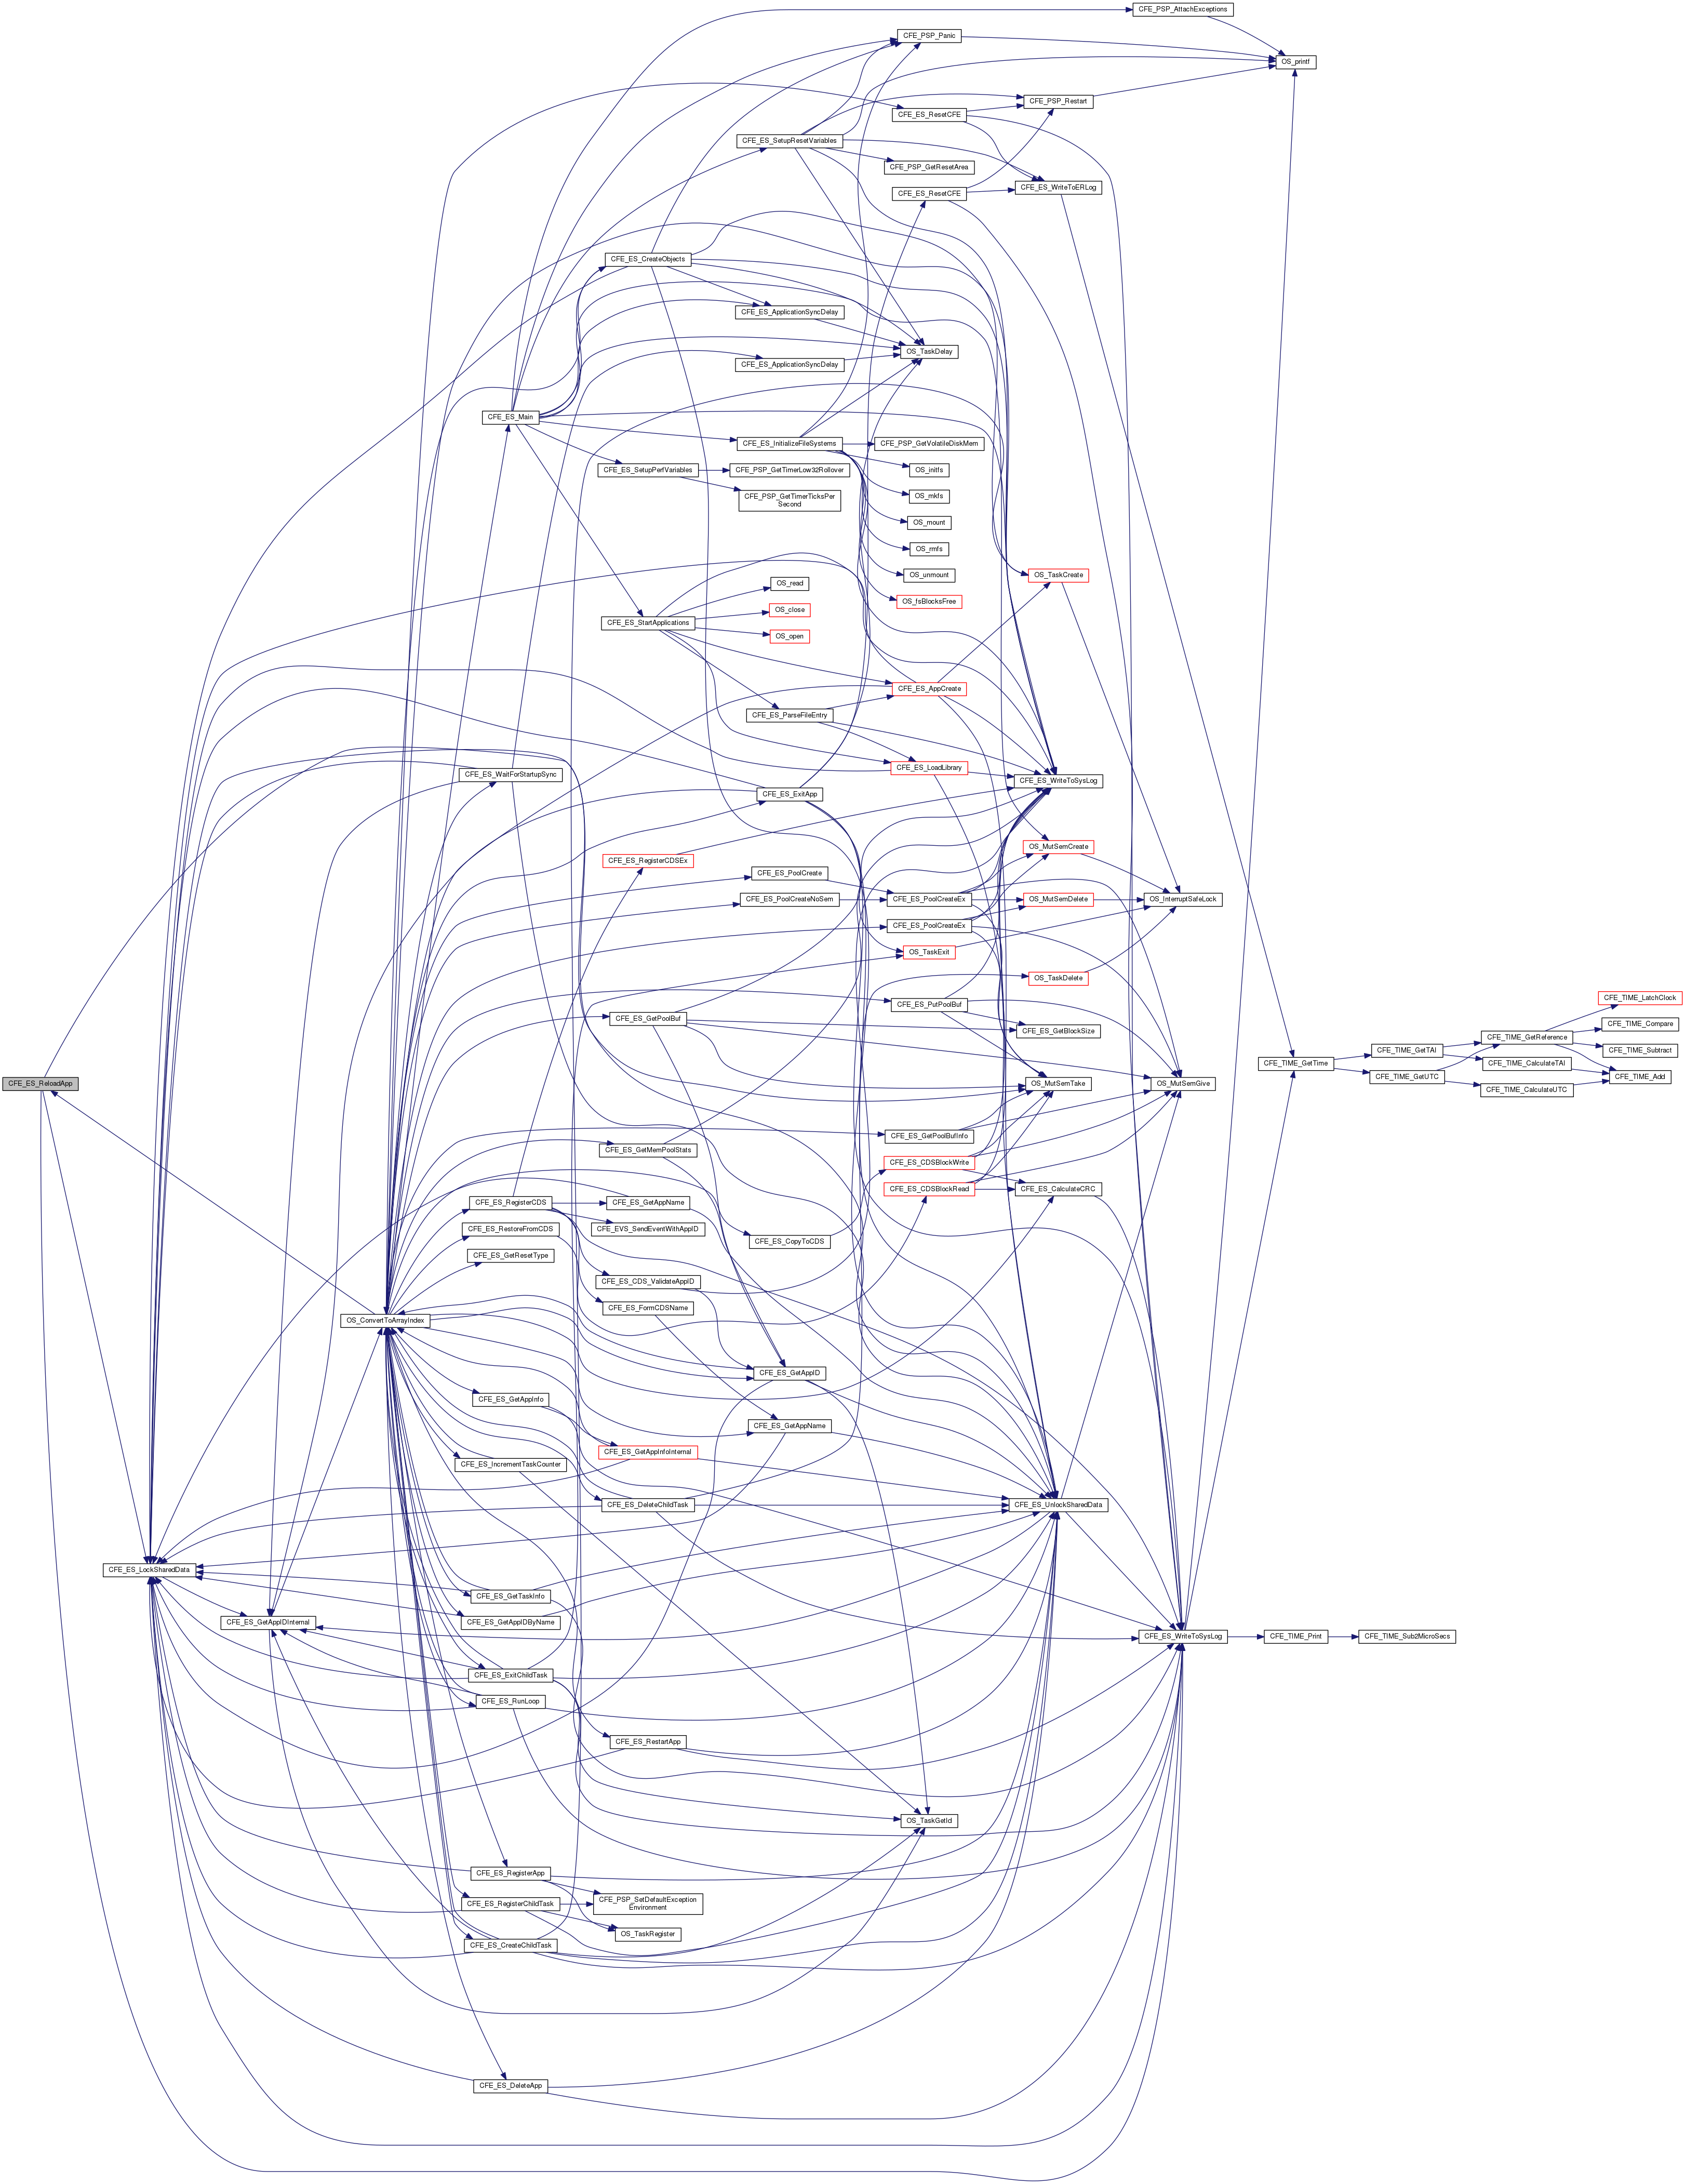 CFE_PSP_AttachExceptions
CFE_PSP_Panic
OS_printf
CFE_PSP_Restart
CFE_ES_ResetCFE
CFE_ES_SetupResetVariables
CFE_PSP_GetResetArea
CFE_ES_WriteToERLog
CFE_ES_ResetCFE
CFE_ES_CreateObjects
CFE_ES_ApplicationSyncDelay
OS_TaskDelay
CFE_ES_ApplicationSyncDelay
CFE_ES_Main
CFE_ES_InitializeFileSystems
CFE_PSP_GetVolatileDiskMem
CFE_ES_SetupPerfVariables
CFE_PSP_GetTimerLow32Rollover
OS_initfs
CFE_PSP_GetTimerTicksPer
Second
OS_mkfs
OS_mount
OS_rmfs
OS_unmount
OS_TaskCreate
OS_read
OS_fsBlocksFree
OS_close
CFE_ES_StartApplications
OS_open
CFE_ES_AppCreate
CFE_ES_ParseFileEntry
CFE_ES_LoadLibrary
CFE_ES_WaitForStartupSync
CFE_ES_WriteToSysLog
CFE_ES_ExitApp
OS_MutSemCreate
CFE_ES_RegisterCDSEx
CFE_ES_PoolCreate
CFE_ES_PoolCreateNoSem
CFE_ES_PoolCreateEx
OS_MutSemDelete
OS_InterruptSafeLock
CFE_ES_PoolCreateEx
OS_TaskExit
OS_TaskDelete
CFE_TIME_LatchClock
CFE_ES_PutPoolBuf
CFE_ES_GetPoolBuf
CFE_ES_GetBlockSize
CFE_TIME_Compare
CFE_TIME_GetReference
CFE_TIME_GetTAI
CFE_TIME_Subtract
CFE_TIME_GetTime
CFE_TIME_CalculateTAI
CFE_TIME_GetUTC
CFE_TIME_Add
CFE_TIME_CalculateUTC
CFE_ES_ReloadApp
OS_MutSemTake
OS_MutSemGive
CFE_ES_GetPoolBufInfo
CFE_ES_GetMemPoolStats
CFE_ES_CDSBlockWrite
CFE_ES_CDSBlockRead
CFE_ES_CalculateCRC
CFE_ES_RegisterCDS
CFE_ES_GetAppName
CFE_ES_RestoreFromCDS
CFE_EVS_SendEventWithAppID
CFE_ES_CopyToCDS
CFE_ES_GetResetType
CFE_ES_CDS_ValidateAppID
CFE_ES_FormCDSName
OS_ConvertToArrayIndex
CFE_ES_GetAppID
CFE_ES_GetAppInfo
CFE_ES_GetAppName
CFE_ES_GetAppInfoInternal
CFE_ES_IncrementTaskCounter
CFE_ES_DeleteChildTask
CFE_ES_UnlockSharedData
CFE_ES_LockSharedData
CFE_ES_GetTaskInfo
CFE_ES_GetAppIDInternal
CFE_ES_GetAppIDByName
CFE_ES_WriteToSysLog
CFE_TIME_Print
CFE_TIME_Sub2MicroSecs
CFE_ES_ExitChildTask
CFE_ES_RunLoop
CFE_ES_RestartApp
OS_TaskGetId
CFE_ES_RegisterApp
CFE_ES_RegisterChildTask
CFE_PSP_SetDefaultException
Environment
OS_TaskRegister
CFE_ES_CreateChildTask
CFE_ES_DeleteApp